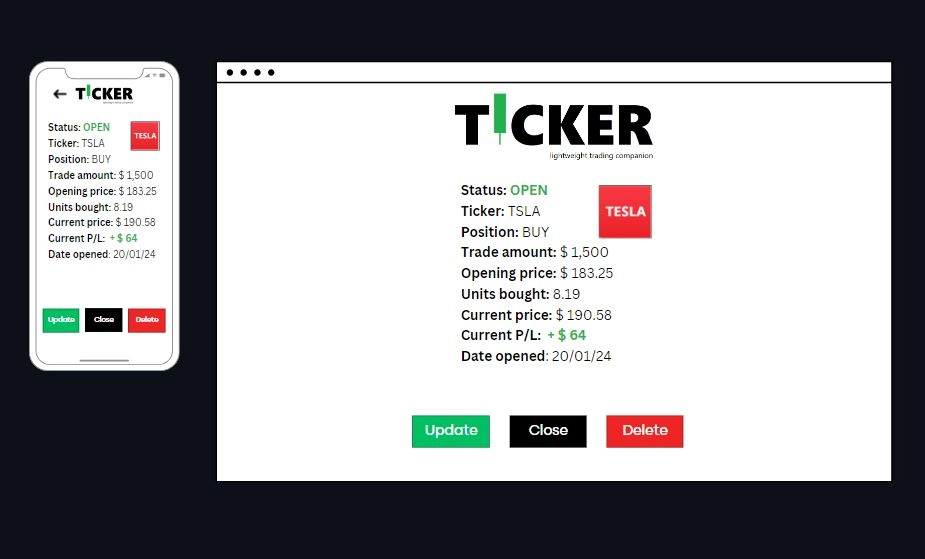 TICKER
Status: OPEN
TESLA
Ticker: TSLA
Position: BUY
Trade amount: $ 1,500
Opening price: $ 183.25
Units bought: 8.19
Current price: $ 190.58
Current P/L: + $ 64
Date opened: 20/01/24
Update Close Delete
TICKER
lightweight trading companion
Status: OPEN
Ticker: TSLA
TESLA
Position: BUY
Trade amount: $ 1,500
Opening price: $ 183.25
Units bought: 8.19
Current price: $ 190.58
Current P/L: + $ 64
Date opened: 20/01/24
Update Close Delete